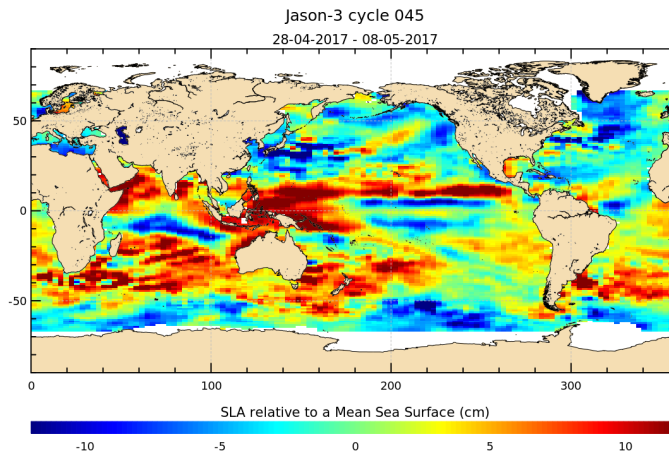 Jason-3 cycle 045
28-04-2017 - 08-05-2017
50
0
-50
0 100 200 300
SLA relative to a Mean Sea Surface (cm)
-10 -5 0 5 10